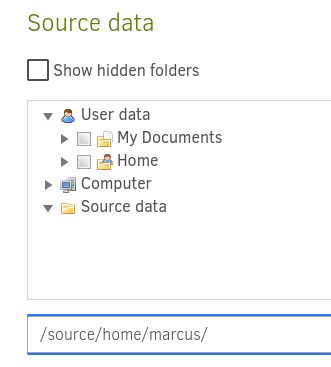 Source data
Show hidden folders
User data
My Documents
Home
Computer
Source data
/source/home/marcus/